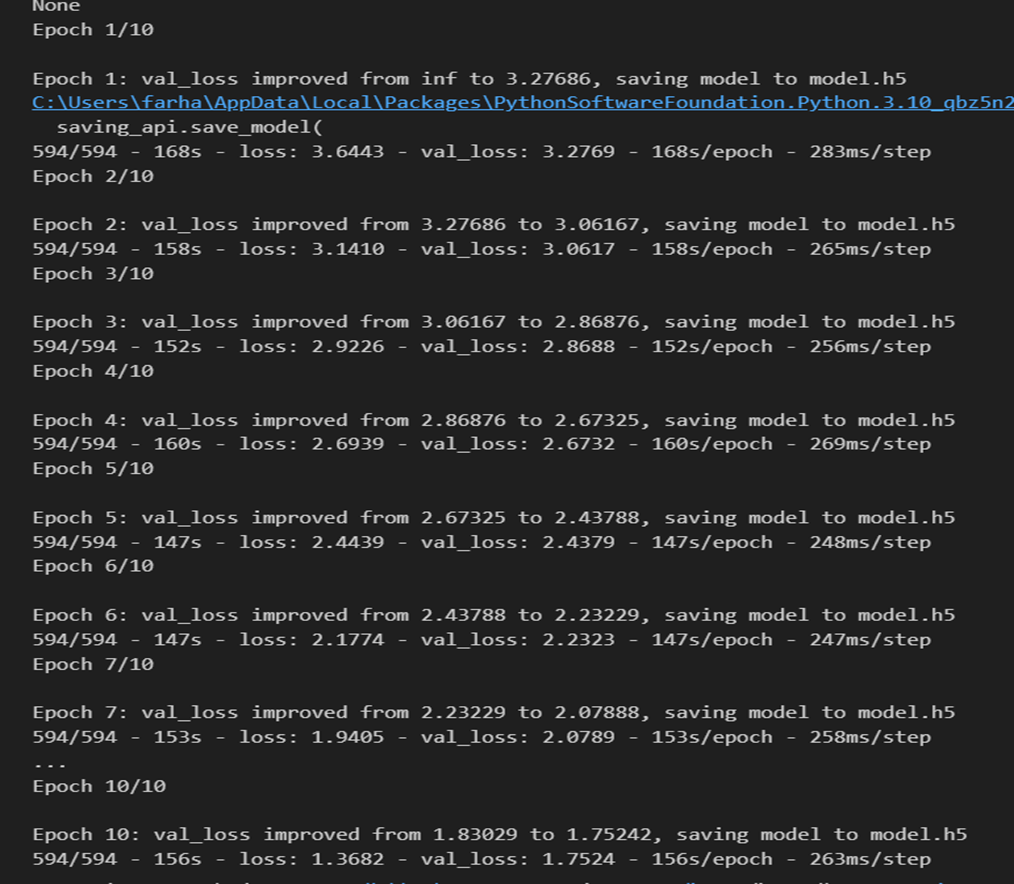 None
Epoch 1/10
Epoch 1: val_loss improved from inf to 3.27686, saving model to model.h5
C:\Users\farha\AppData\Local\Packages\PythonSoftwareFoundation.Python.3.10_qbz5n2
saving_api.save_model(
594/594 - 168s - loss: 3.6443 - val_loss: 3.2769 - 168s/epoch - 283ms/step
Epoch 2/10
Epoch 2: val_loss improved from 3.27686 to 3.06167, saving model to model.h5
594/594 - 158s - loss: 3.1410 - val_loss: 3.0617 - 158s/epoch - 265ms/step
Epoch 3/10
Epoch 3: val_loss improved from 3.06167 to 2.86876, saving model to model.h5
594/594 - 152s - loss: 2.9226 - val_loss: 2.8688 - 152s/epoch - 256ms/step
Epoch 4/10
Epoch 4: val_loss improved from 2.86876 to 2.67325, saving model to model.h5
594/594 - 160s - loss: 2.6939 - val_loss: 2.6732 - 160s/epoch - 269ms/step
Epoch 5/10
Epoch 5: val_loss improved from 2.67325 to 2.43788, saving model to model.h5
594/594 - 147s - loss: 2.4439 - val_loss: 2.4379 - 147s/epoch - 248ms/step
Epoch 6/10
Epoch 6: val_loss improved from 2.43788 to 2.23229, saving model to model.h5
594/594 - 147s - loss: 2.1774 - val_loss: 2.2323 - 147s/epoch - 247ms/step
Epoch 7/10
Epoch 7: val_loss improved from 2.23229 to 2.07888, saving model to model.h5
594/594 - 153s - loss: 1.9405 - val_loss: 2.0789 - 153s/epoch - 258ms/step
...
Epoch 10/10
Epoch 10: val_loss improved from 1.83029 to 1.75242, saving model to model.h5
594/594 - 156s - loss: 1.3682 - val_loss: 1.7524 - 156s/epoch - 263ms/step